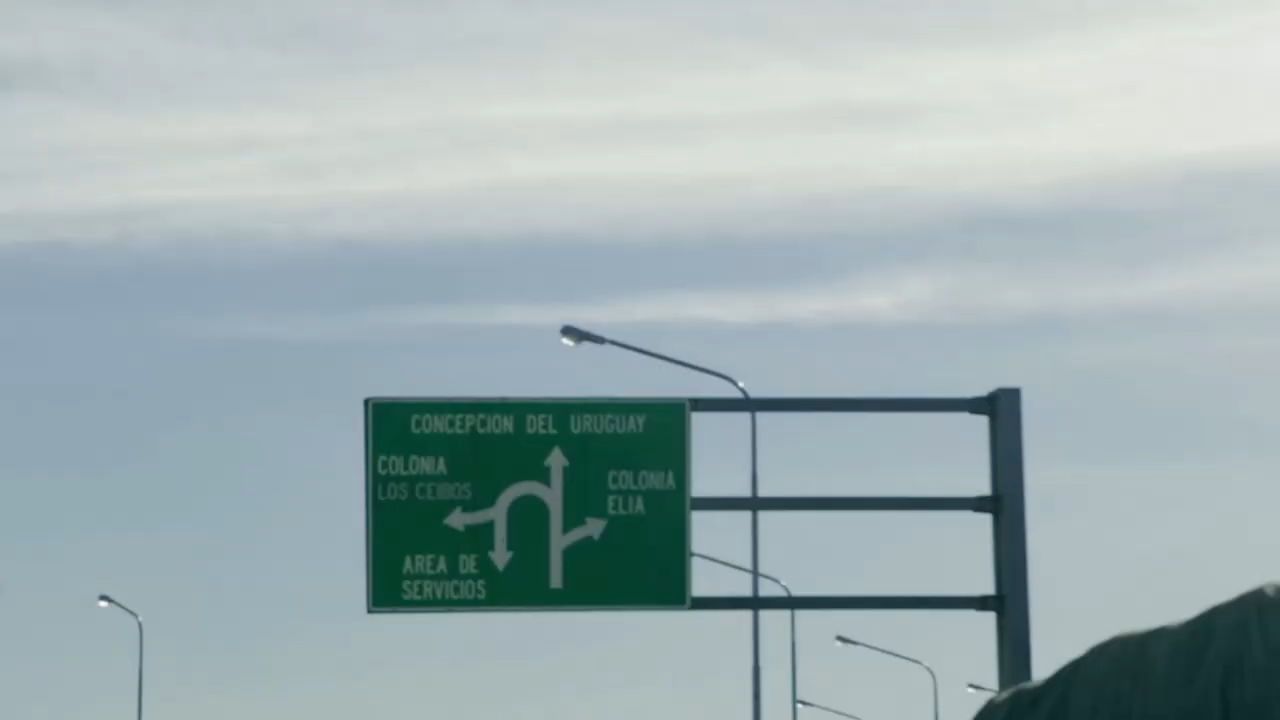 CONCEPCION DEL URUGUAY
COLONIA
LOS CEIBOS
COLONIA
ELIA
AREA DE
SERVICIOS